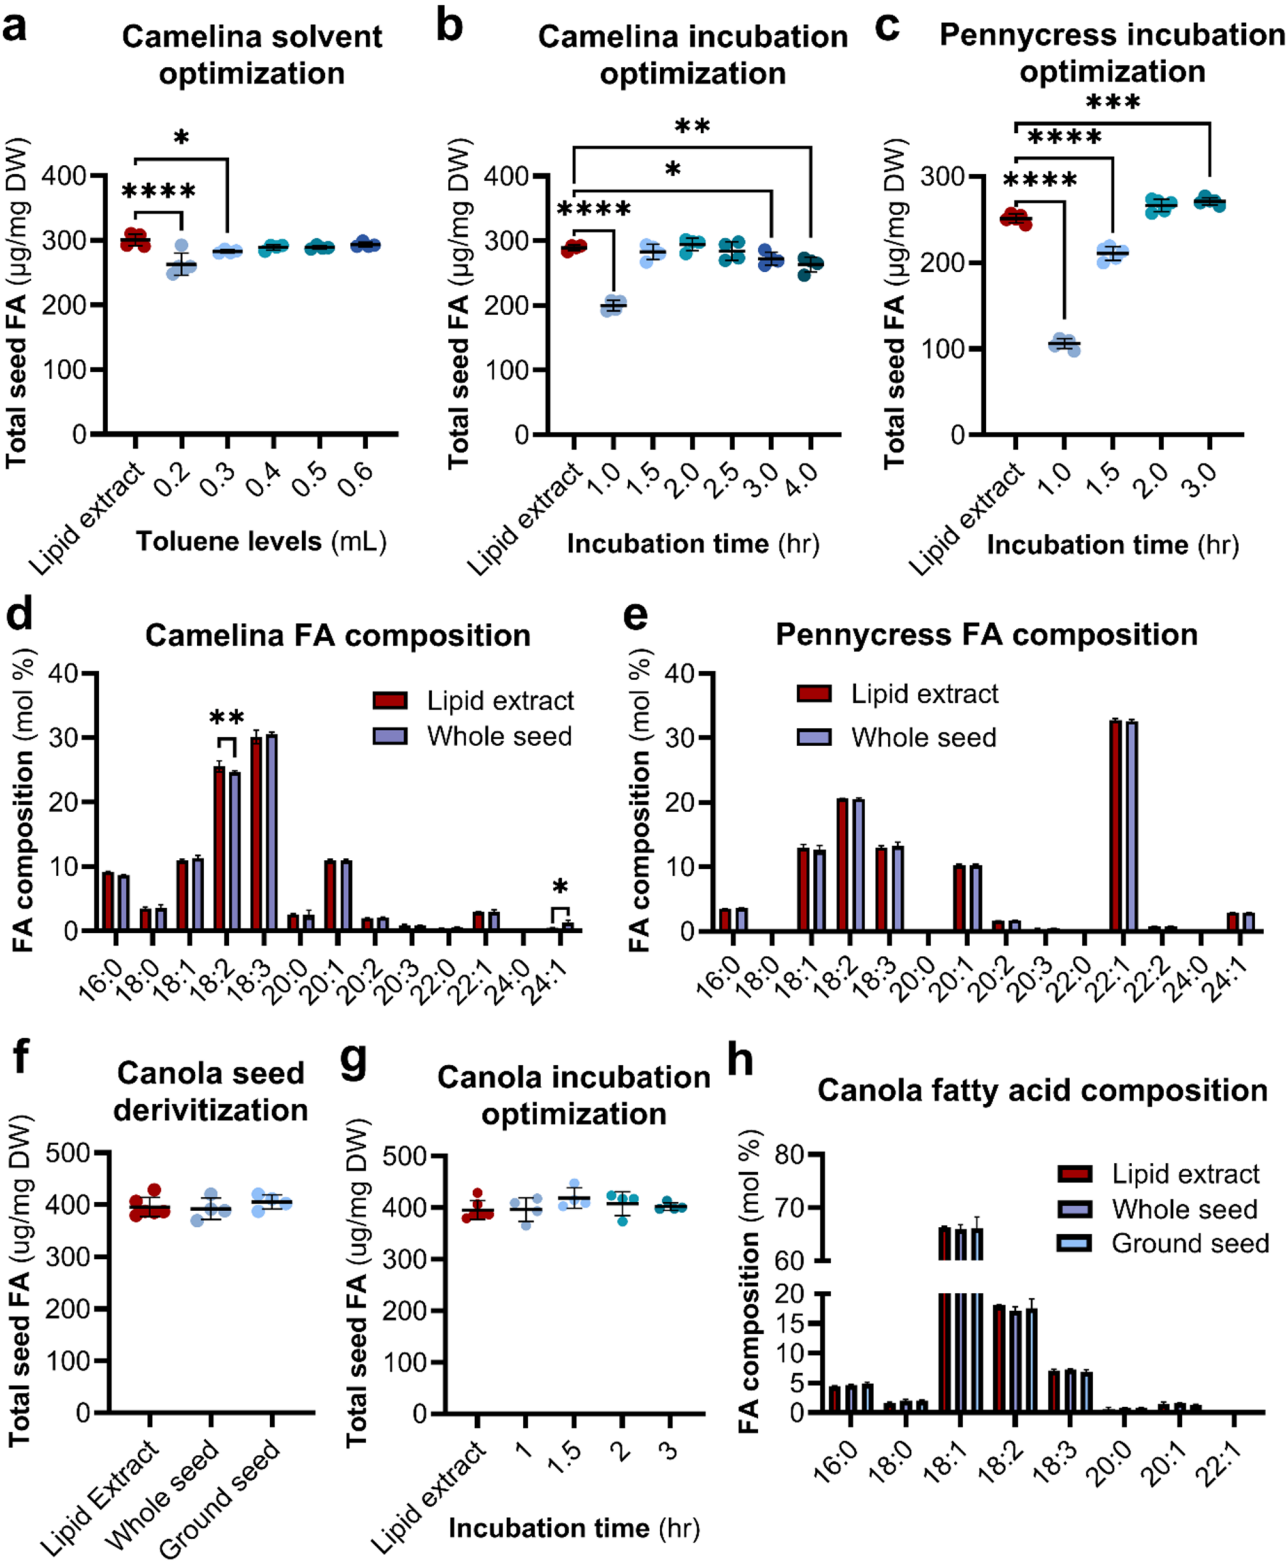 a
Camelina solvent
optimization
Total seed FA (µg/mg DW)
400
300
200
100
0
*
****
Lipid extract
0.2
0.3
0.4
0.5
0.6
Toluene levels (mL)
b
Camelina incubation
optimization
Total seed FA (µg/mg DW)
400
300
200
100
0
**
*
****
Lipid extract
1.0
1.5
2.0
2.5
3.0
4.0
Incubation time (hr)
c
Pennycress incubation
optimization
Total seed FA (µg/mg DW)
300
200
100
0
***
****
****
Lipid extract
1.0
1.5
2.0
3.0
Incubation time (hr)
d
Camelina FA composition
FA composition (mol %)
40
30
20
10
0
Lipid extract
Whole seed
**
*
16:0
18:0
18:1
18:2
18:3
20:0
20:1
20:2
20:3
22:0
22:1
24:0
24:1
e
Pennycress FA composition
FA composition (mol %)
40
30
20
10
0
Lipid extract
Whole seed
16:0
18:0
18:1
18:2
18:3
20:0
20:1
20:2
20:3
22:0
22:1
22:2
24:0
24:1
f
Canola seed
derivitization
Total seed FA (ug/mg DW)
500
400
300
200
100
0
Lipid Extract
Whole seed
Ground seed
g
Canola incubation
optimization
Total seed FA (ug/mg DW)
500
400
300
200
100
0
Lipid extract
1
1.5
2
3
Incubation time (hr)
h
Canola fatty acid composition
FA composition (mol %)
80
70
60
20
15
10
5
0
Lipid extract
Whole seed
Ground seed
16:0
18:0
18:1
18:2
18:3
20:0
20:1
22:1